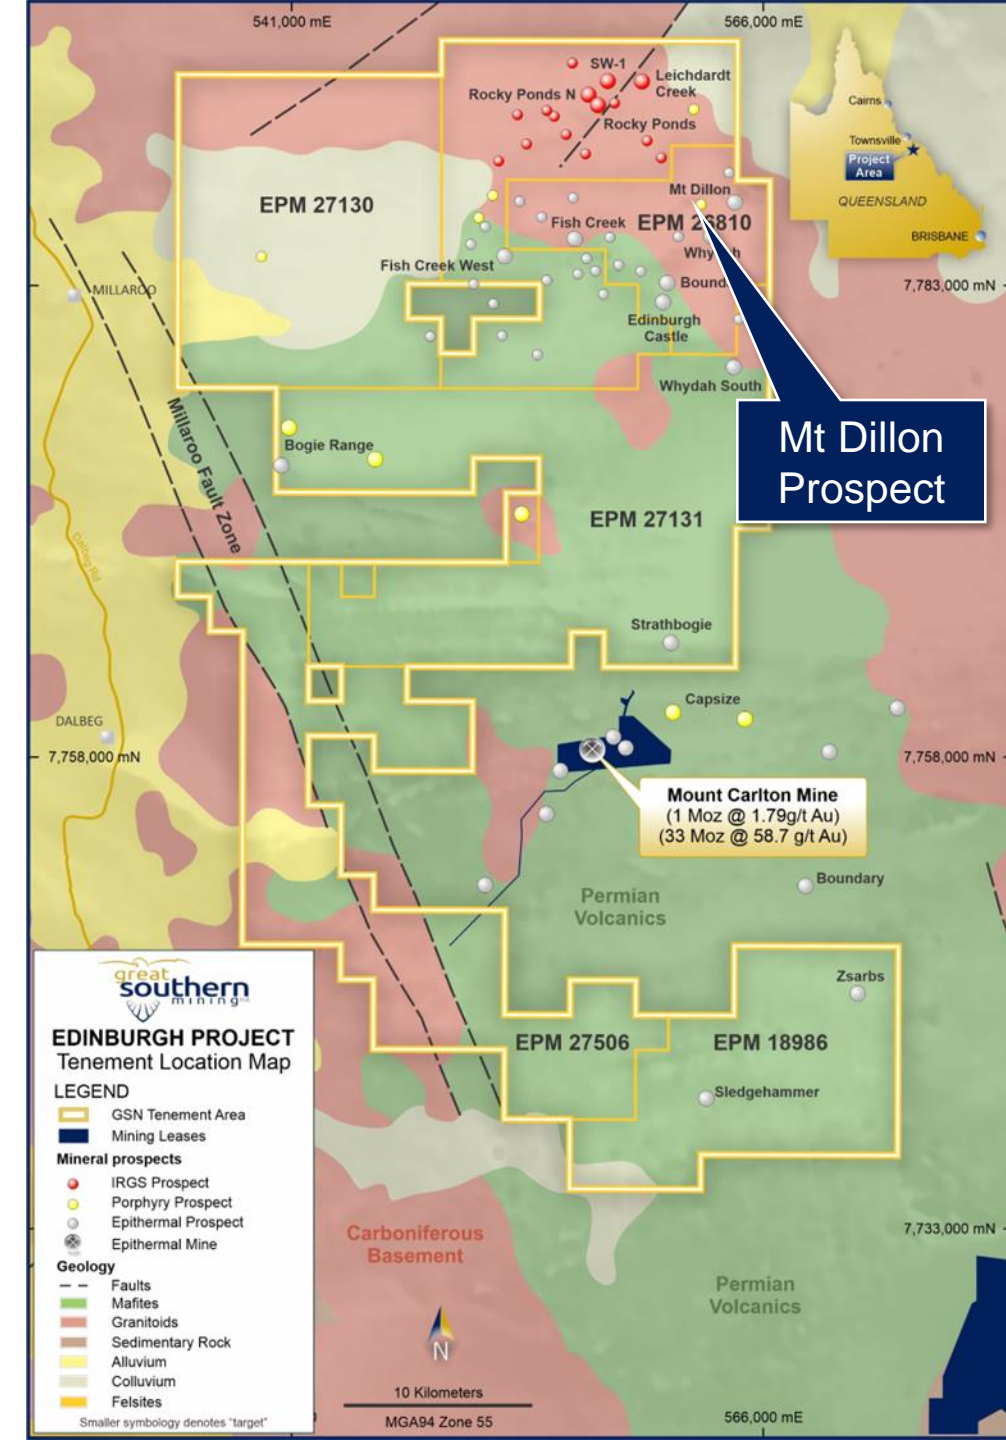 541,000 mE
566,000 mE
SW-1
Leichdardt
Creek
Rocky Ponds N
Rocky Ponds
Cairns
Townsville
Project
Area
QUEENSLAND
BRISBANE
EPM 27130
Mt Dillon
Fish Creek
EPM 26810
Fish Creek West
MILLAROO
7,783,000 mN
Edinburgh
Castle
Whydah South
Mt Dillon
Prospect
Millaroo Fault Zone
Bogie Range
EPM 27131
Dalbeg Rd
Strathbogie
Capsize
DALBEG
7,758,000 mN
7,758,000 mN
Mount Carlton Mine
(1 Moz @ 1.79g/t Au)
(33 Moz @ 58.7 g/t Au)
Boundary
Permian
Volcanics
Zsarbs
EPM 27506
EPM 18986
Sledgehammer
great
southern
mining
EDINBURGH PROJECT
Tenement Location Map
LEGEND
GSN Tenement Area
Mining Leases
Mineral prospects
IRGS Prospect
Porphyry Prospect
Epithermal Prospect
Epithermal Mine
Geology
Faults
Mafites
Granitoids
Sedimentary Rock
Alluvium
Colluvium
Felsites
Smaller symbology denotes "target"
Carboniferous
Basement
7,733,000 mN
Permian
Volcanics
N
10 Kilometers
MGA94 Zone 55
566,000 mE